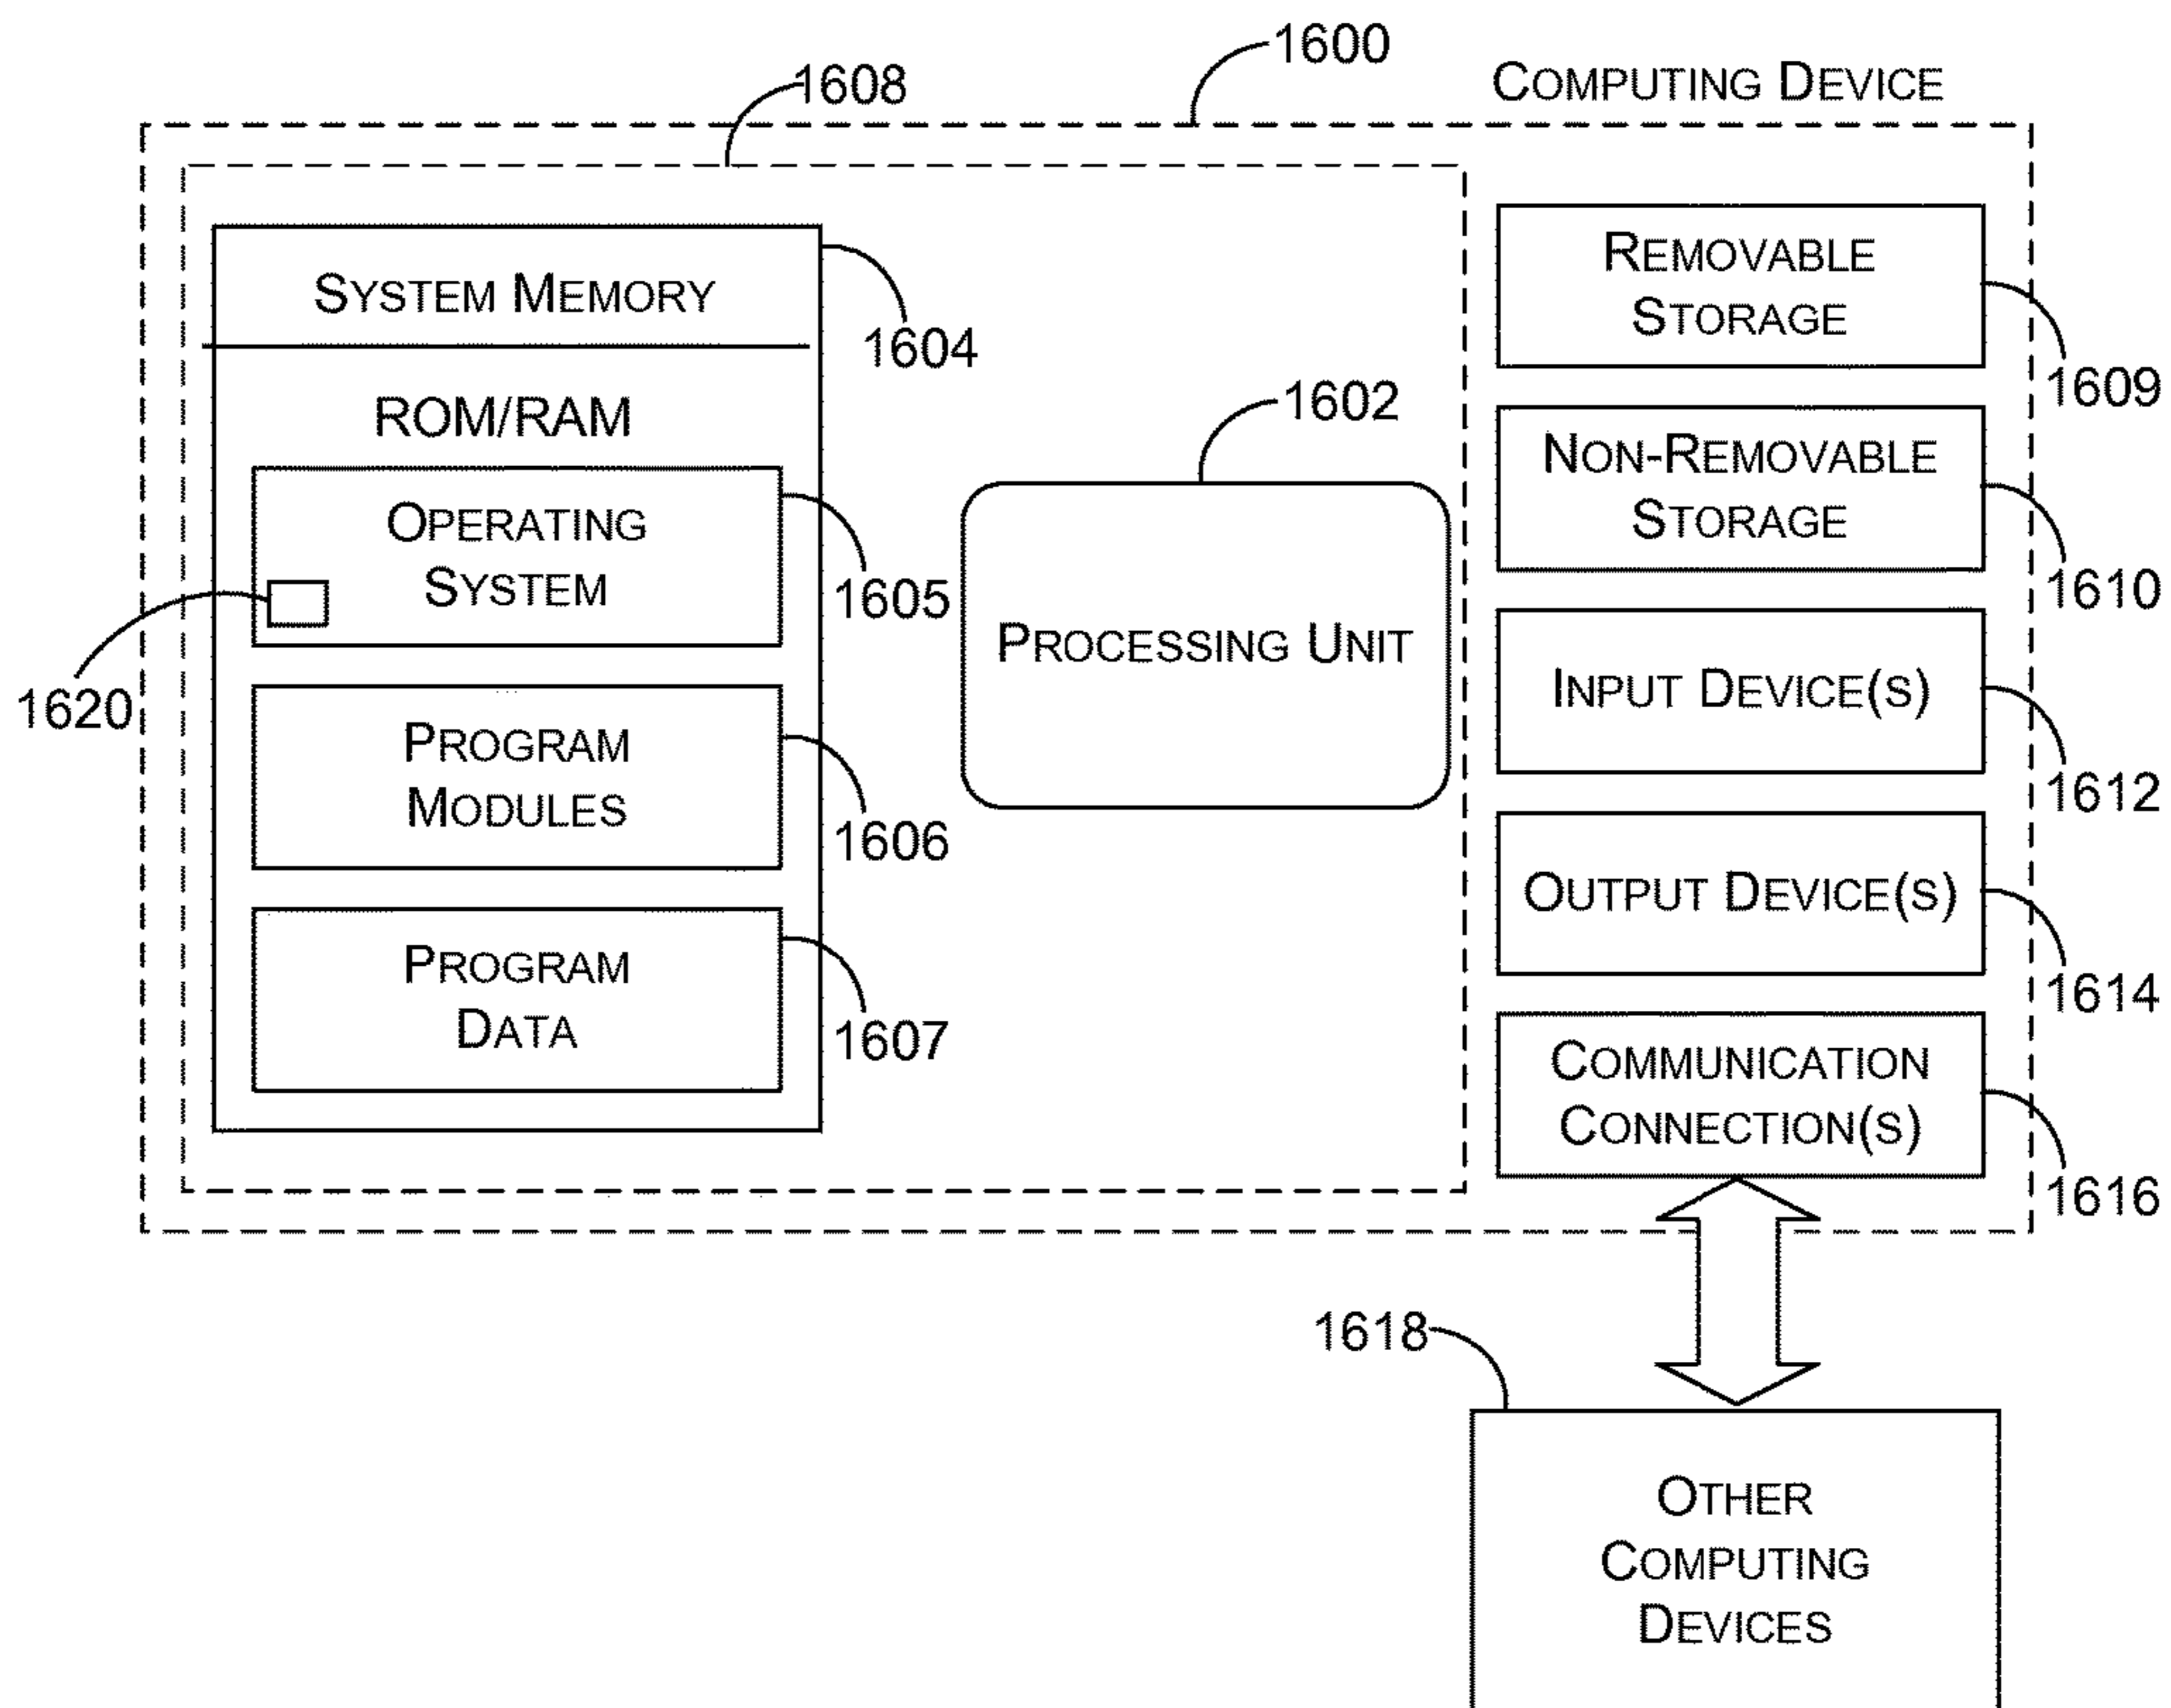 1600
COMPUTING DEVICE
1608
SYSTEM MEMORY
1604
ROM/RAM
OPERATING
SYSTEM
1605
1620
PROGRAM
MODULES
1606
PROGRAM
DATA
1607
1602
PROCESSING UNIT
REMOVABLE
STORAGE
1609
NON-REMOVABLE
STORAGE
1610
INPUT DEVICE(S)
1612
OUTPUT DEVICE(S)
1614
COMMUNICATION
CONNECTION(S)
1616
1618
OTHER
COMPUTING
DEVICES